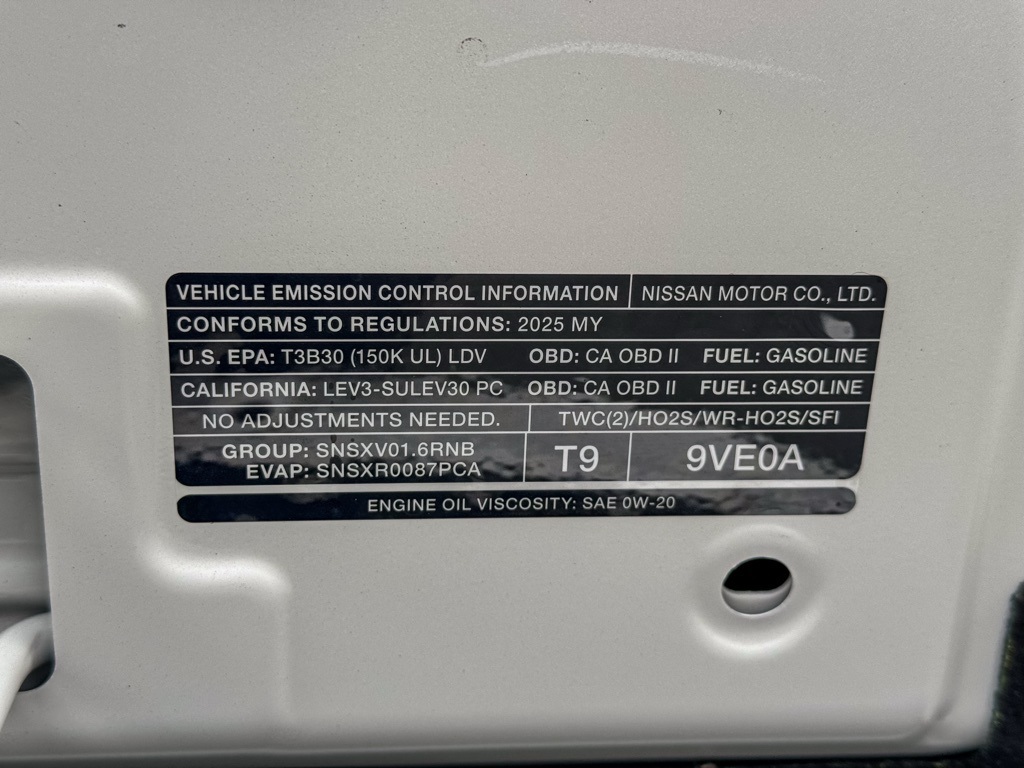 VEHICLE EMISSION CONTROL INFORMATION NISSAN MOTOR CO., LTD.
CONFORMS TO REGULATIONS: 2025 MY
U.S. EPA: T3B30 (150K UL) LDV OBD: CA OBD II FUEL: GASOLINE
CALIFORNIA: LEV3-SULEV30 PC OBD: CA OBD II FUEL: GASOLINE
NO ADJUSTMENTS NEEDED. TWC(2)/HO2S/WR-HO2S/SFI
GROUP: SNSXV01.6RNB
EVAP: SNSXR0087PCA
T9 9VE0A
ENGINE OIL VISCOSITY: SAE 0W-20